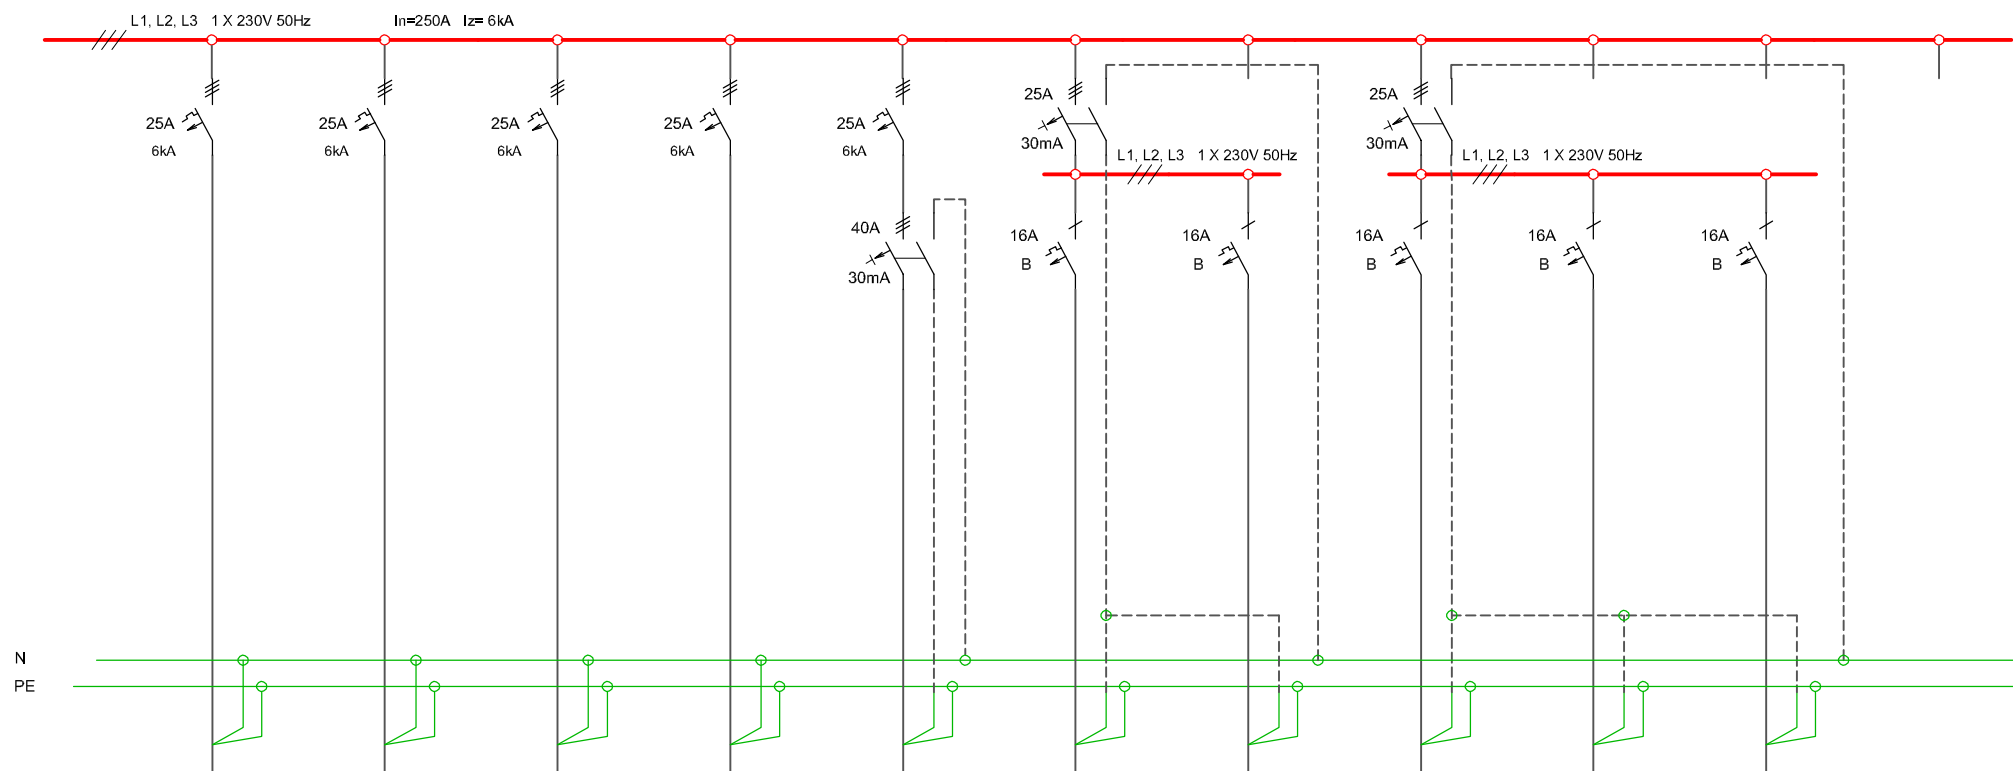 L1, L2, L3 1 X 230V 50Hz In=250A Iz= 6kA
25A
6kA
25A
6kA
25A
6kA
25A
6kA
25A
6kA
40A
30mA
25A
30mA
L1, L2, L3 1 X 230V 50Hz
16A
B
16A
B
25A
30mA
L1, L2, L3 1 X 230V 50Hz
16A
B
16A
B
16A
B
N
PE